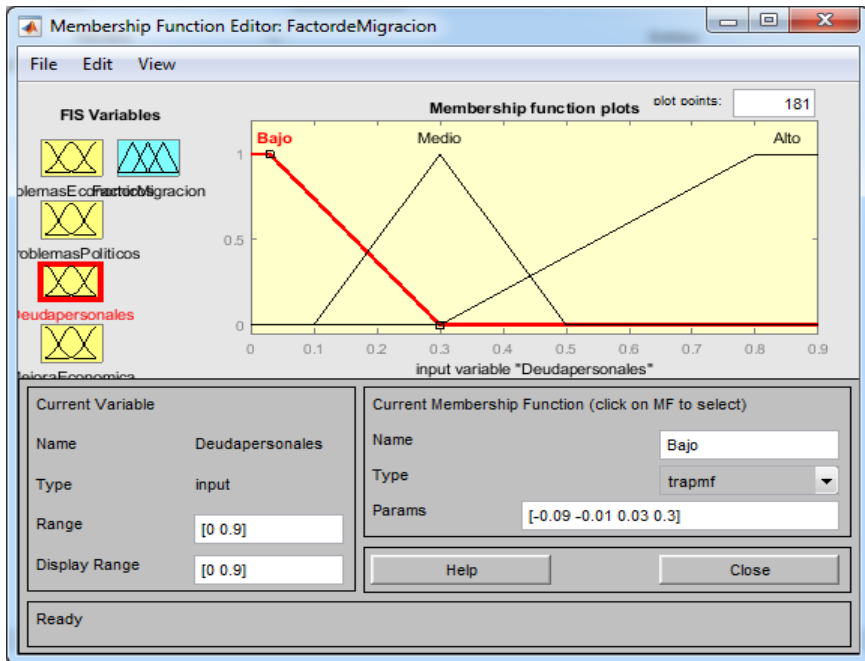 Membership Function Editor: FactordeMigracion
File Edit View
FIS Variables
Membership function plots
plot points:
181
FactorMigracion
roblemasPoliticos
Deudapersonales
MejoraEconomica
Bajo
Medio
Alto
1
0.5
0
0 0.1 0.2 0.3 0.4 0.5 0.6 0.7 0.8 0.9
input variable "Deudapersonales"
Current Variable
Name Deudapersonales
Type input
Range [0 0.9]
Display Range [0 0.9]
Current Membership Function (click on MF to select)
Name Bajo
Type trapmf
Params [-0.09 -0.01 0.03 0.3]
Help
Close
Ready